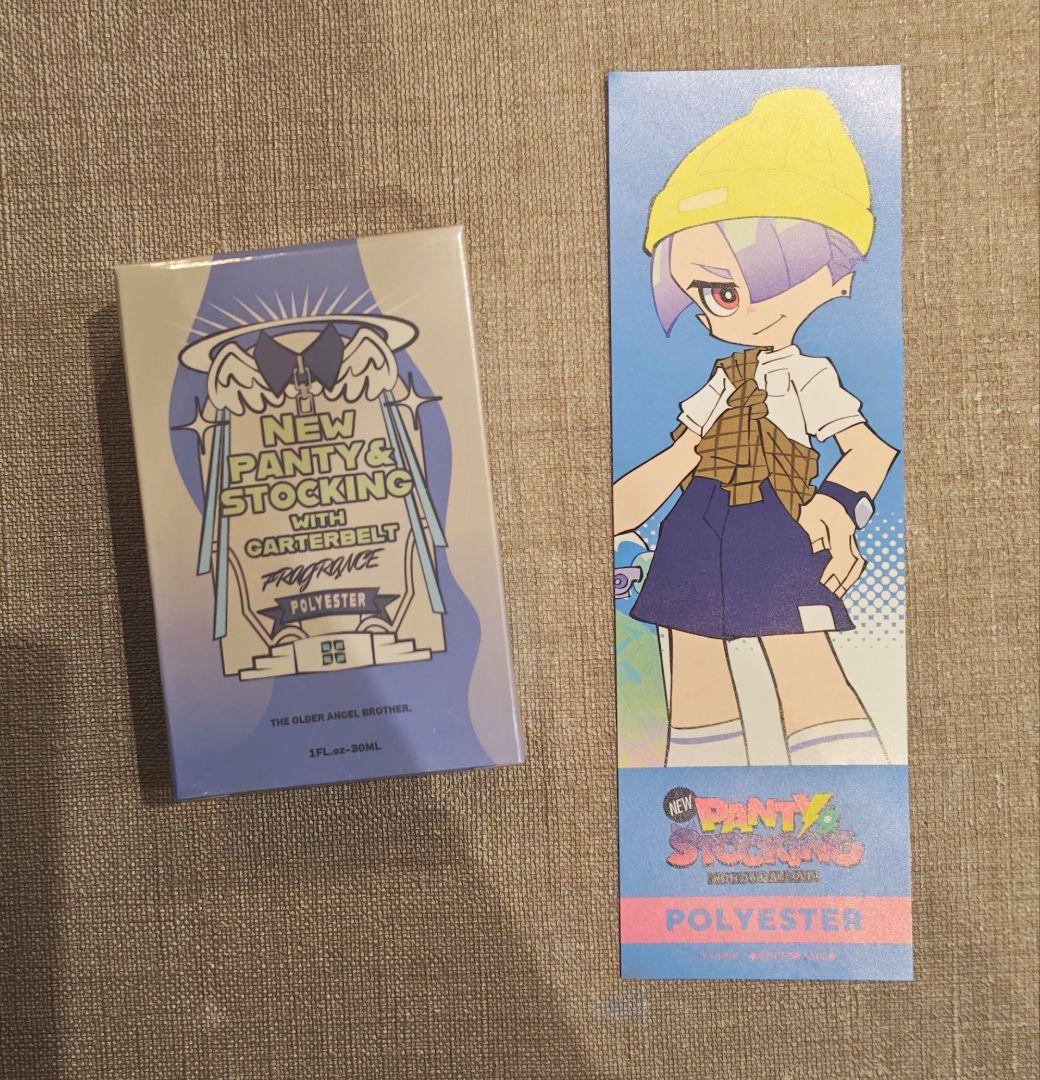 NEW
PANTY &
STOCKING
WITH
GARTERBELT
FRAGRANCE
POLYESTER
THE OLDER ANGEL BROTHER.
1FL.oz-30ML
NEW
PANTY &
STOCKING
POLYESTER